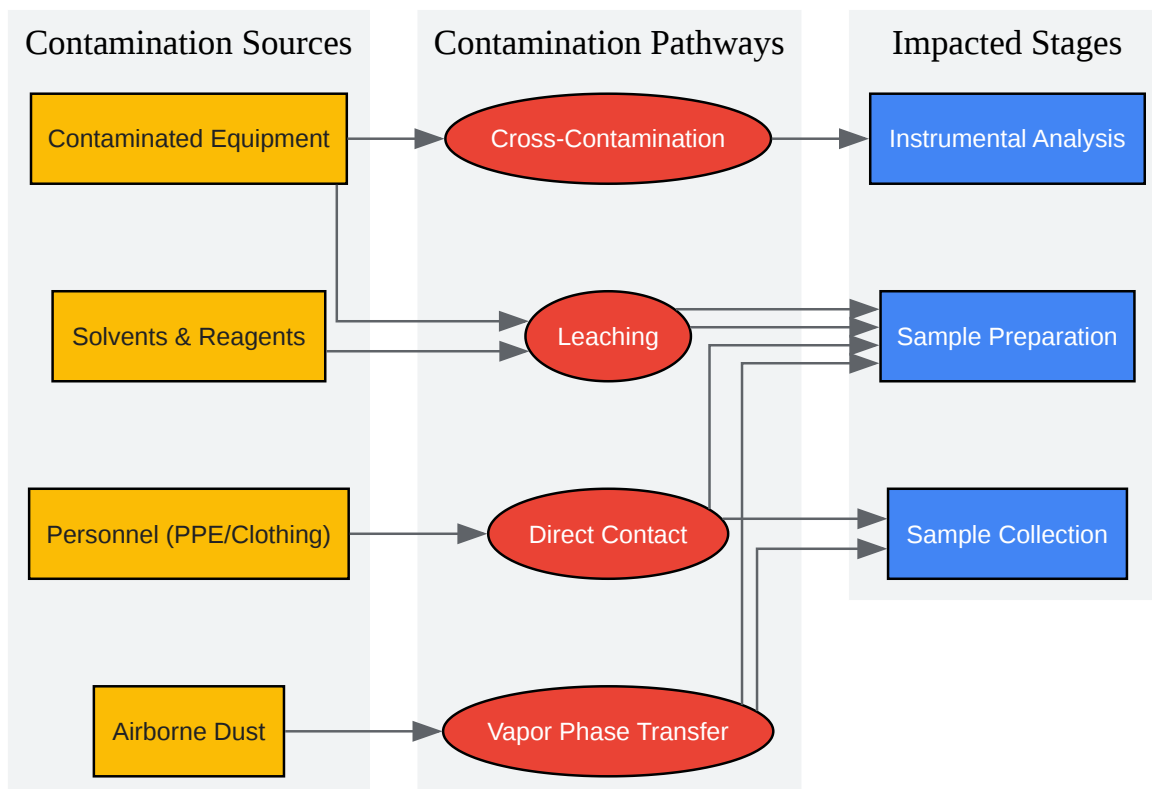 Contamination Sources
Contamination Pathways
Impacted Stages
Contaminated Equipment
Cross-Contamination
Instrumental Analysis
Solvents & Reagents
Leaching
Sample Preparation
Personnel (PPE/Clothing)
Direct Contact
Sample Collection
Airborne Dust
Vapor Phase Transfer